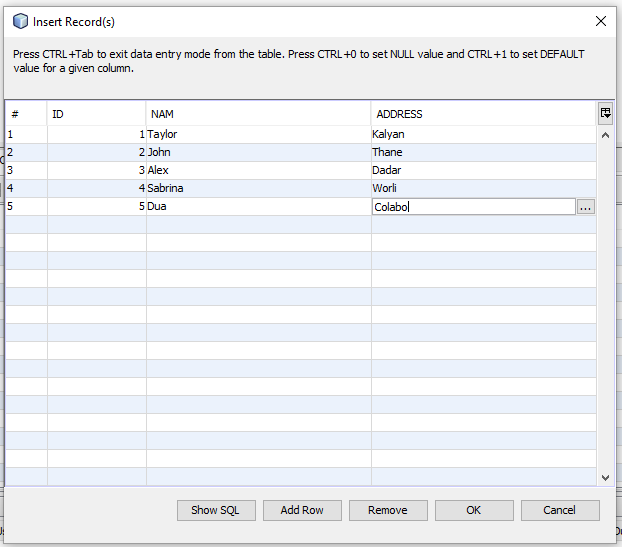 Insert Record(s)
Press CTRL+Tab to exit data entry mode from the table. Press CTRL+0 to set NULL value and CTRL+1 to set DEFAULT
value for a given column.
# ID NAM ADDRESS
1 1 Taylor Kalyan
2 2 John Thane
3 3 Alex Dadar
4 4 Sabrina Worli
5 5 Dua Colabo ...
Show SQL Add Row Remove OK Cancel